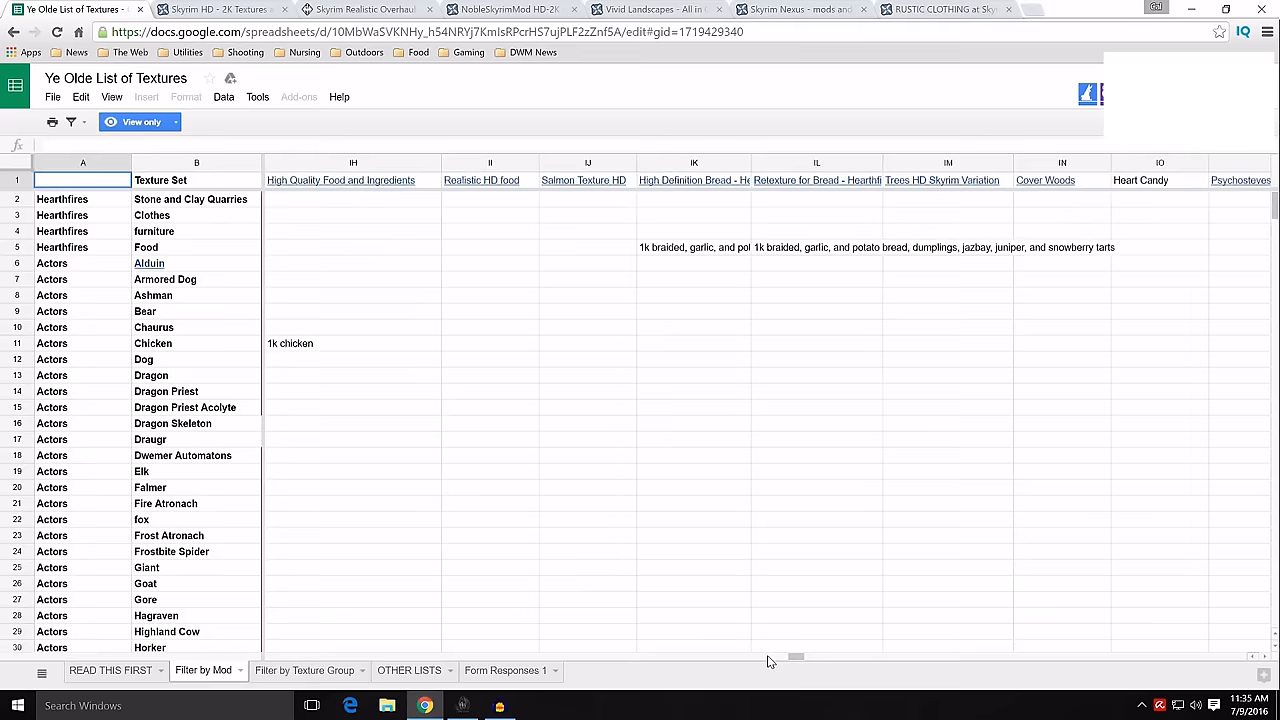 Ye Olde List of Textures - Skyrim HD - 2K Textures Skyrim Realistic Overhaul NobleSkyrimMod HD-2K Vivid Landscapes - All in Skyrim Nexus - mods and RUSTIC CLOTHING at Sky
https://docs.google.com/spreadsheets/d/10MbWaSVKNHy_h54NRYj7KmIsRPcrHS7ujPLF2zZnf5A/edit#gid=1719429340
Apps News The Web Utilities Shooting Nursing Outdoors Food Gaming DWM News
Ye Olde List of Textures
File Edit View Insert Format Data Tools Add-ons Help
View only
fx
A B IH II IJ IK IL IM IN IO
1 Texture Set High Quality Food and Ingredients Realistic HD food Salmon Texture HD High Definition Bread - He Retexture for Bread - Hearthfi Trees HD Skyrim Variation Cover Woods Heart Candy Psychosteves
2 Hearthfires Stone and Clay Quarries
3 Hearthfires Clothes
4 Hearthfires furniture
5 Hearthfires Food 1k braided, garlic, and pot 1k braided, garlic, and potato bread, dumplings, jazbay, juniper, and snowberry tarts
6 Actors Alduin
7 Actors Armored Dog
8 Actors Ashman
9 Actors Bear
10 Actors Chaurus
11 Actors Chicken 1k chicken
12 Actors Dog
13 Actors Dragon
14 Actors Dragon Priest
15 Actors Dragon Priest Acolyte
16 Actors Dragon Skeleton
17 Actors Draugr
18 Actors Dwemer Automatons
19 Actors Elk
20 Actors Falmer
21 Actors Fire Atronach
22 Actors fox
23 Actors Frost Atronach
24 Actors Frostbite Spider
25 Actors Giant
26 Actors Goat
27 Actors Gore
28 Actors Hagraven
29 Actors Highland Cow
30 Actors Horker
READ THIS FIRST Filter by Mod Filter by Texture Group OTHER LISTS Form Responses 1
Search Windows
11:35 AM
7/9/2016